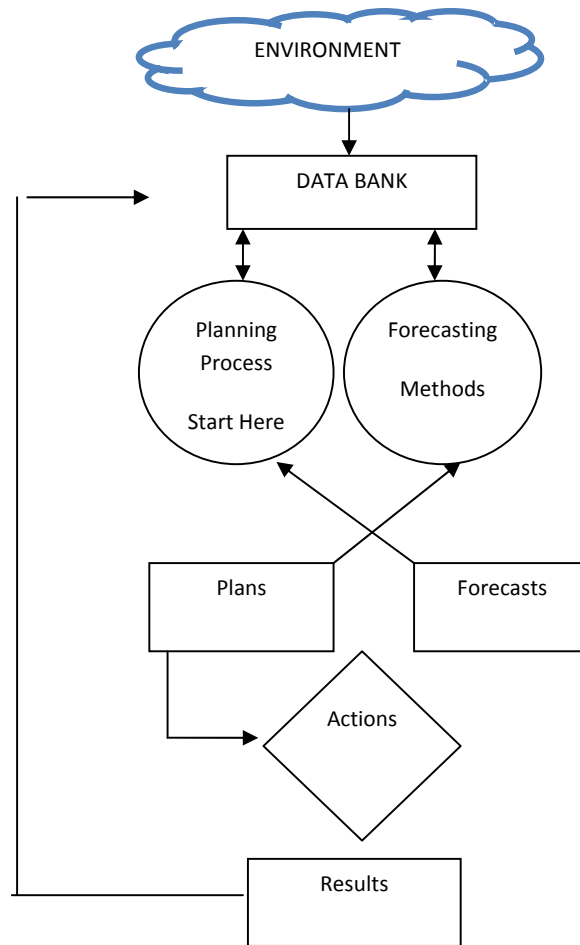 ENVIRONMENT
DATA BANK
Planning
Process
Start Here
Forecasting
Methods
Plans
Forecasts
Actions
Results